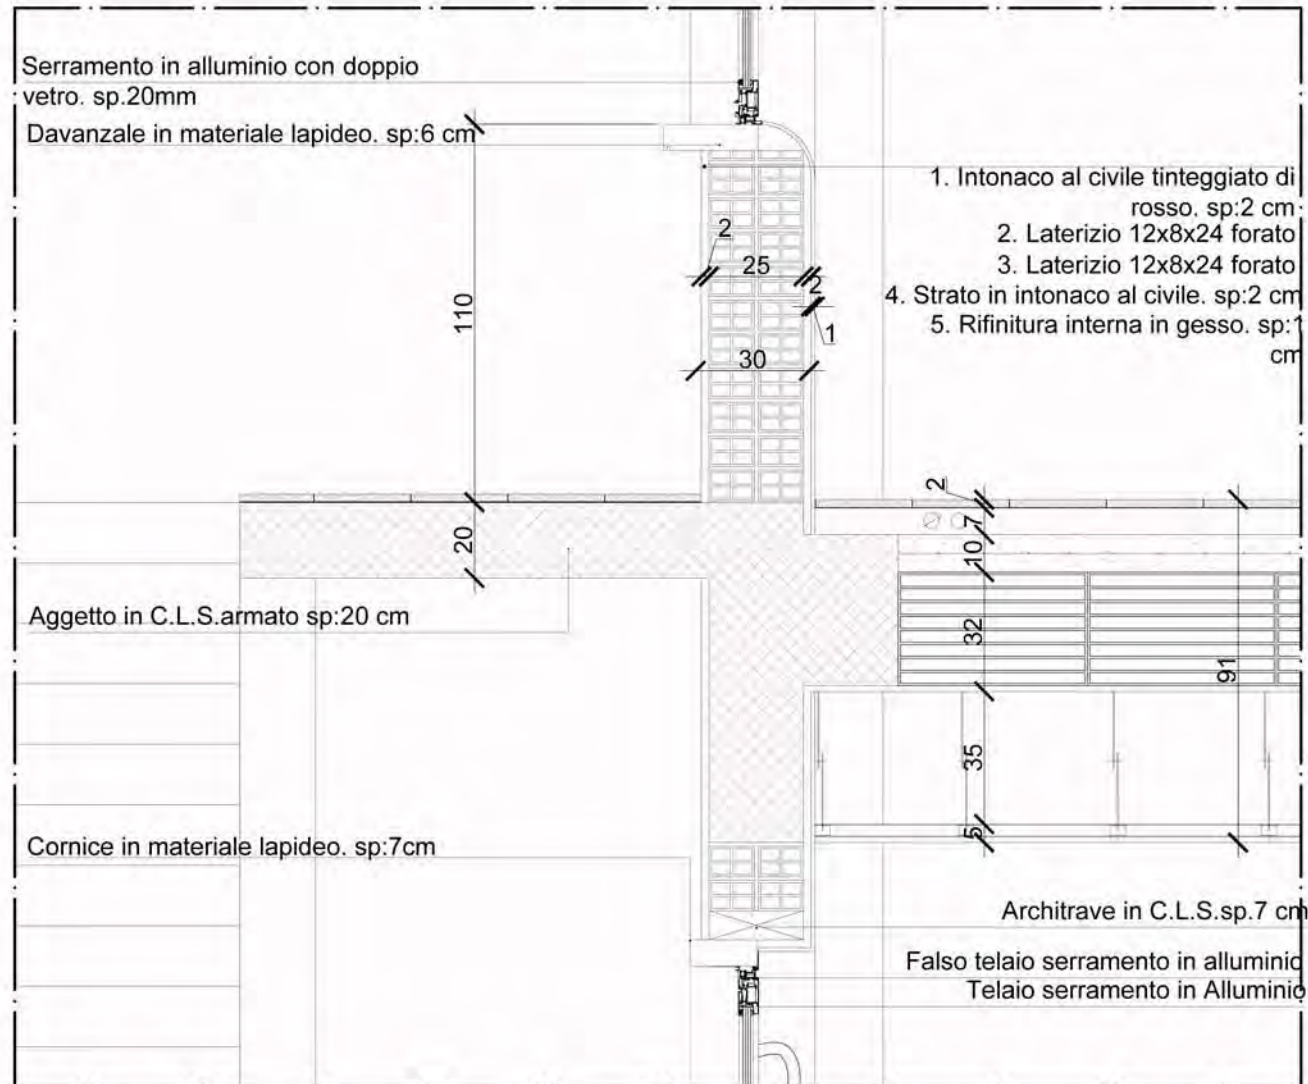 Serramento in alluminio con doppio
vetro. sp.20mm
Davanzale in materiale lapideo. sp:6 cm
1. Intonaco al civile tinteggiato di
rosso. sp:2 cm
2. Laterizio 12x8x24 forato
3. Laterizio 12x8x24 forato
4. Strato in intonaco al civile. sp:2 cm
5. Rifinitura interna in gesso. sp:1
cm
2
25
2
110
1
30
2
7
20
10
Aggetto in C.L.S.armato sp:20 cm
32
91
35
5
Cornice in materiale lapideo. sp:7cm
Architrave in C.L.S.sp.7 cm
Falso telaio serramento in alluminio
Telaio serramento in Alluminio